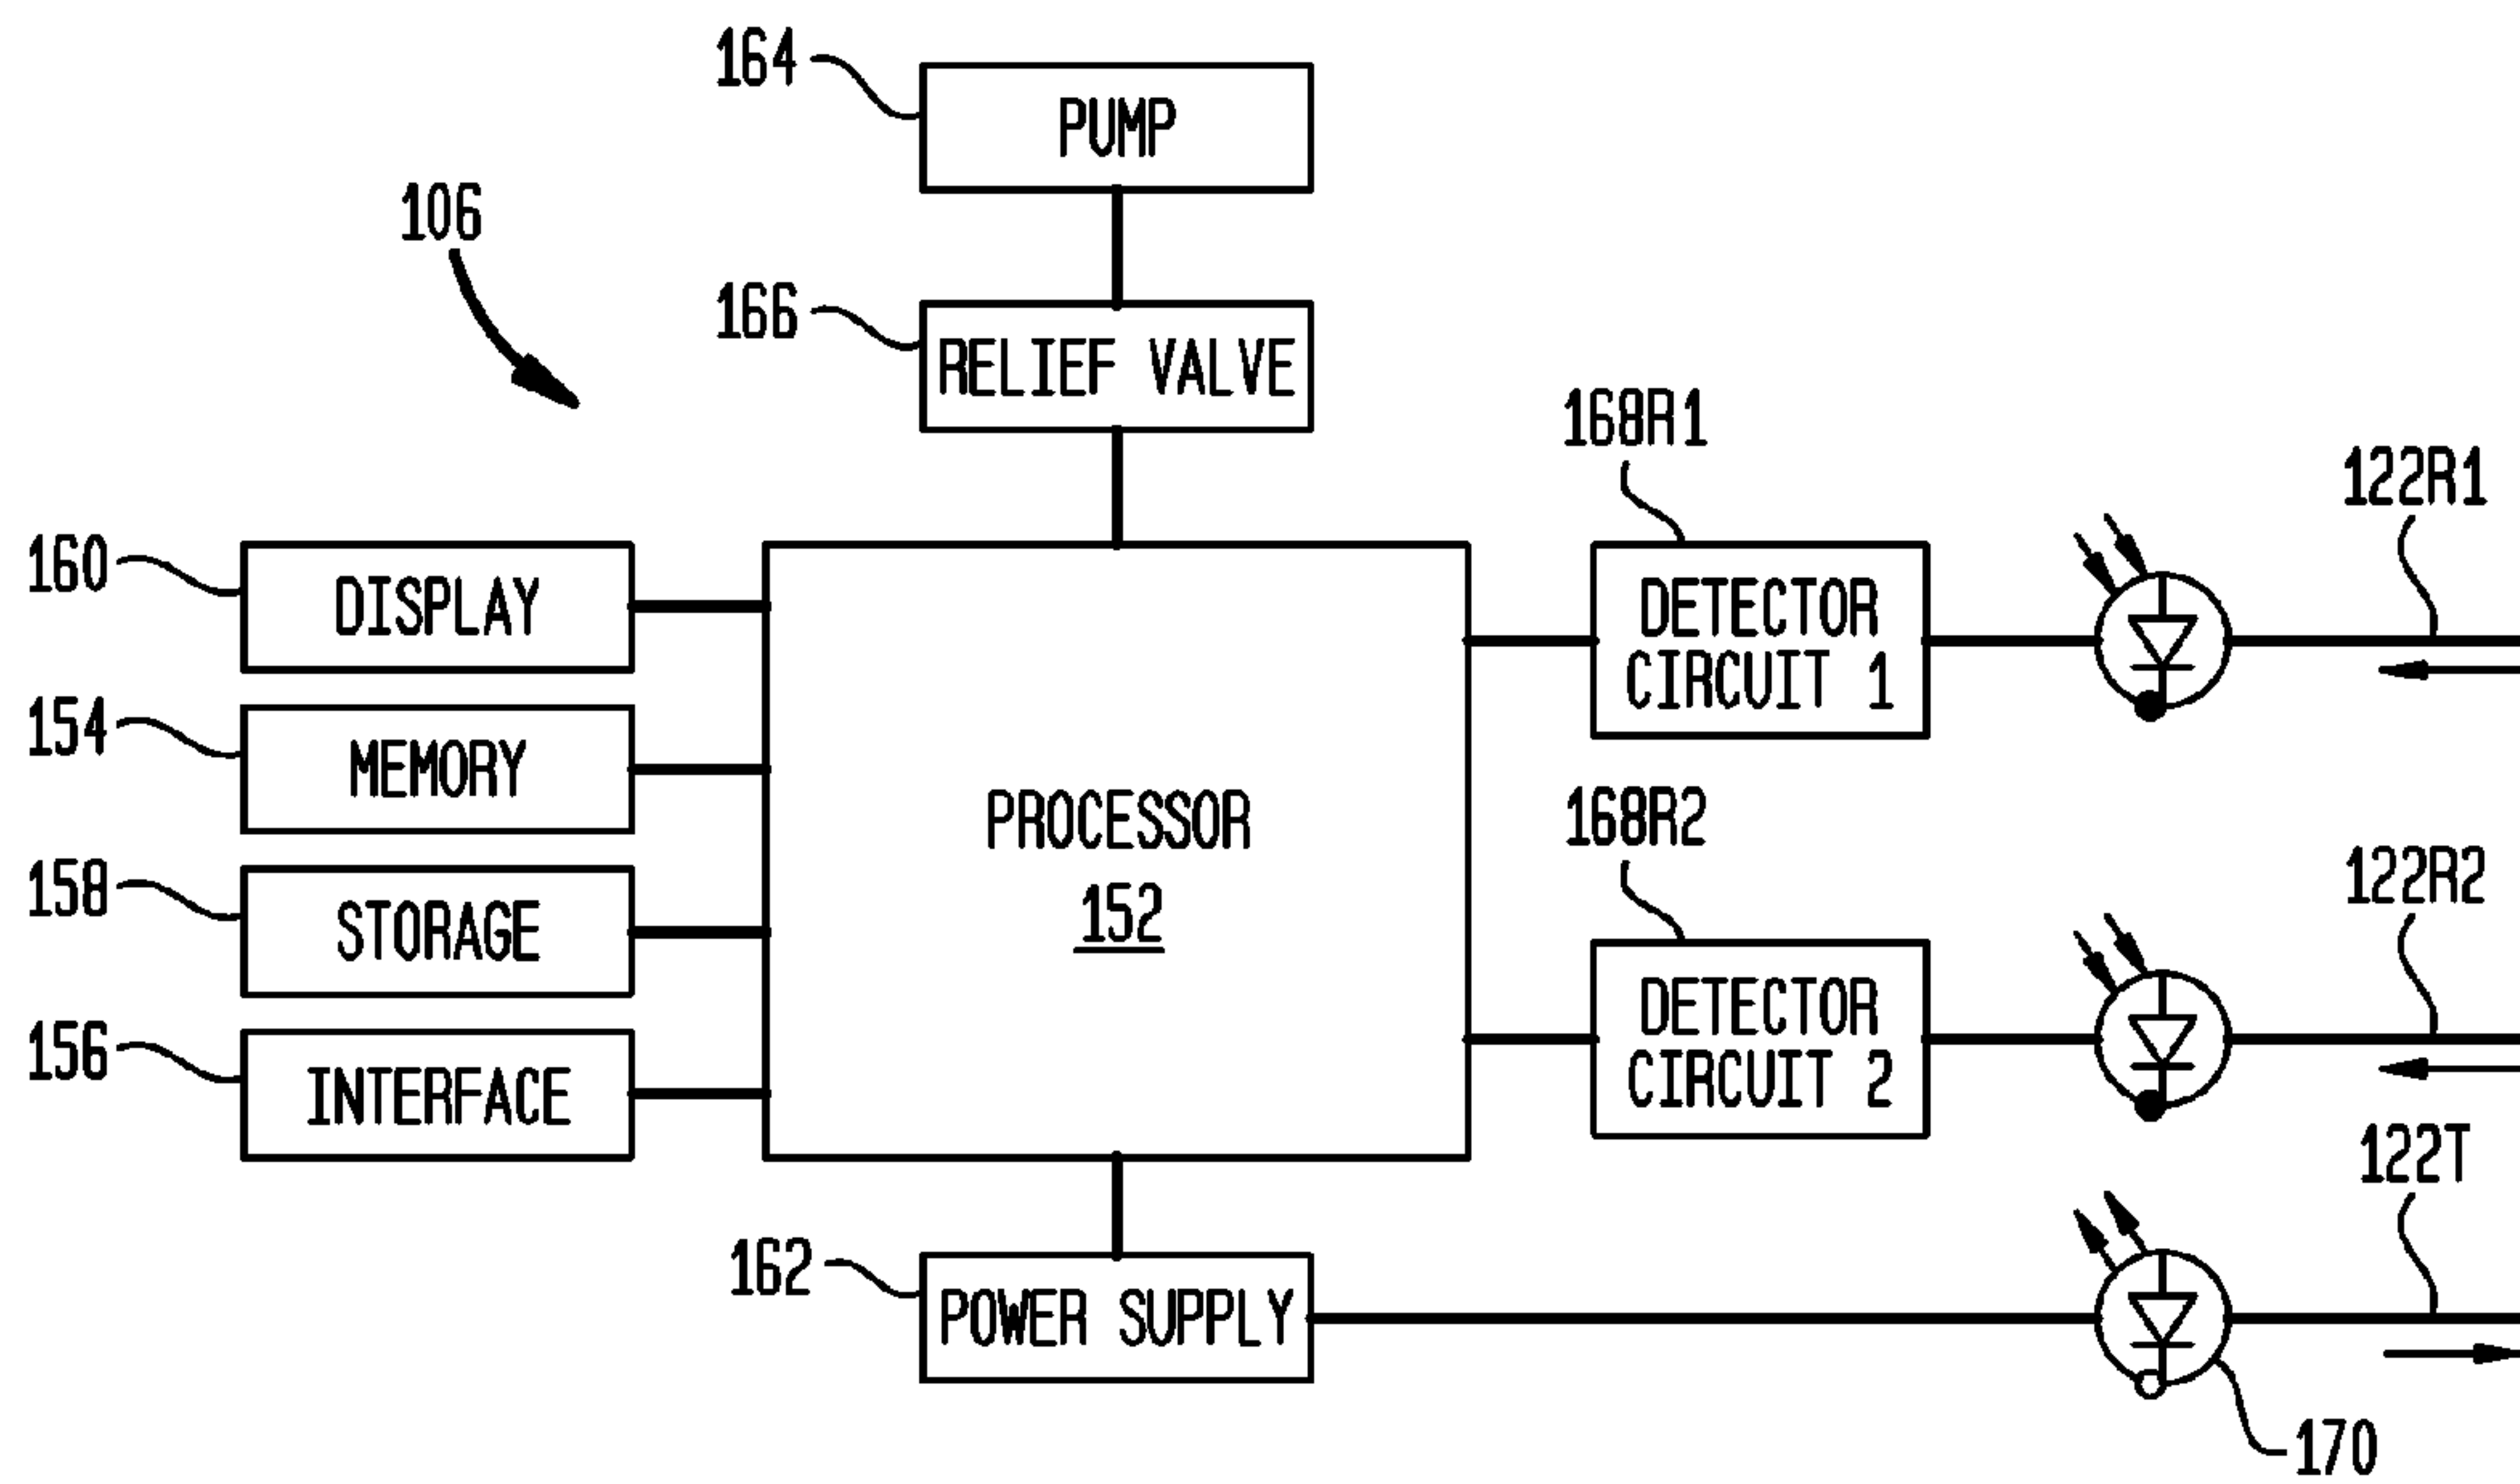 164
PUMP
106
166
RELIEF VALVE
168R1
122R1
160
DISPLAY
DETECTOR
CIRCUIT 1
154
MEMORY
PROCESSOR
152
168R2
122R2
158
STORAGE
DETECTOR
CIRCUIT 2
156
INTERFACE
122T
162
POWER SUPPLY
170